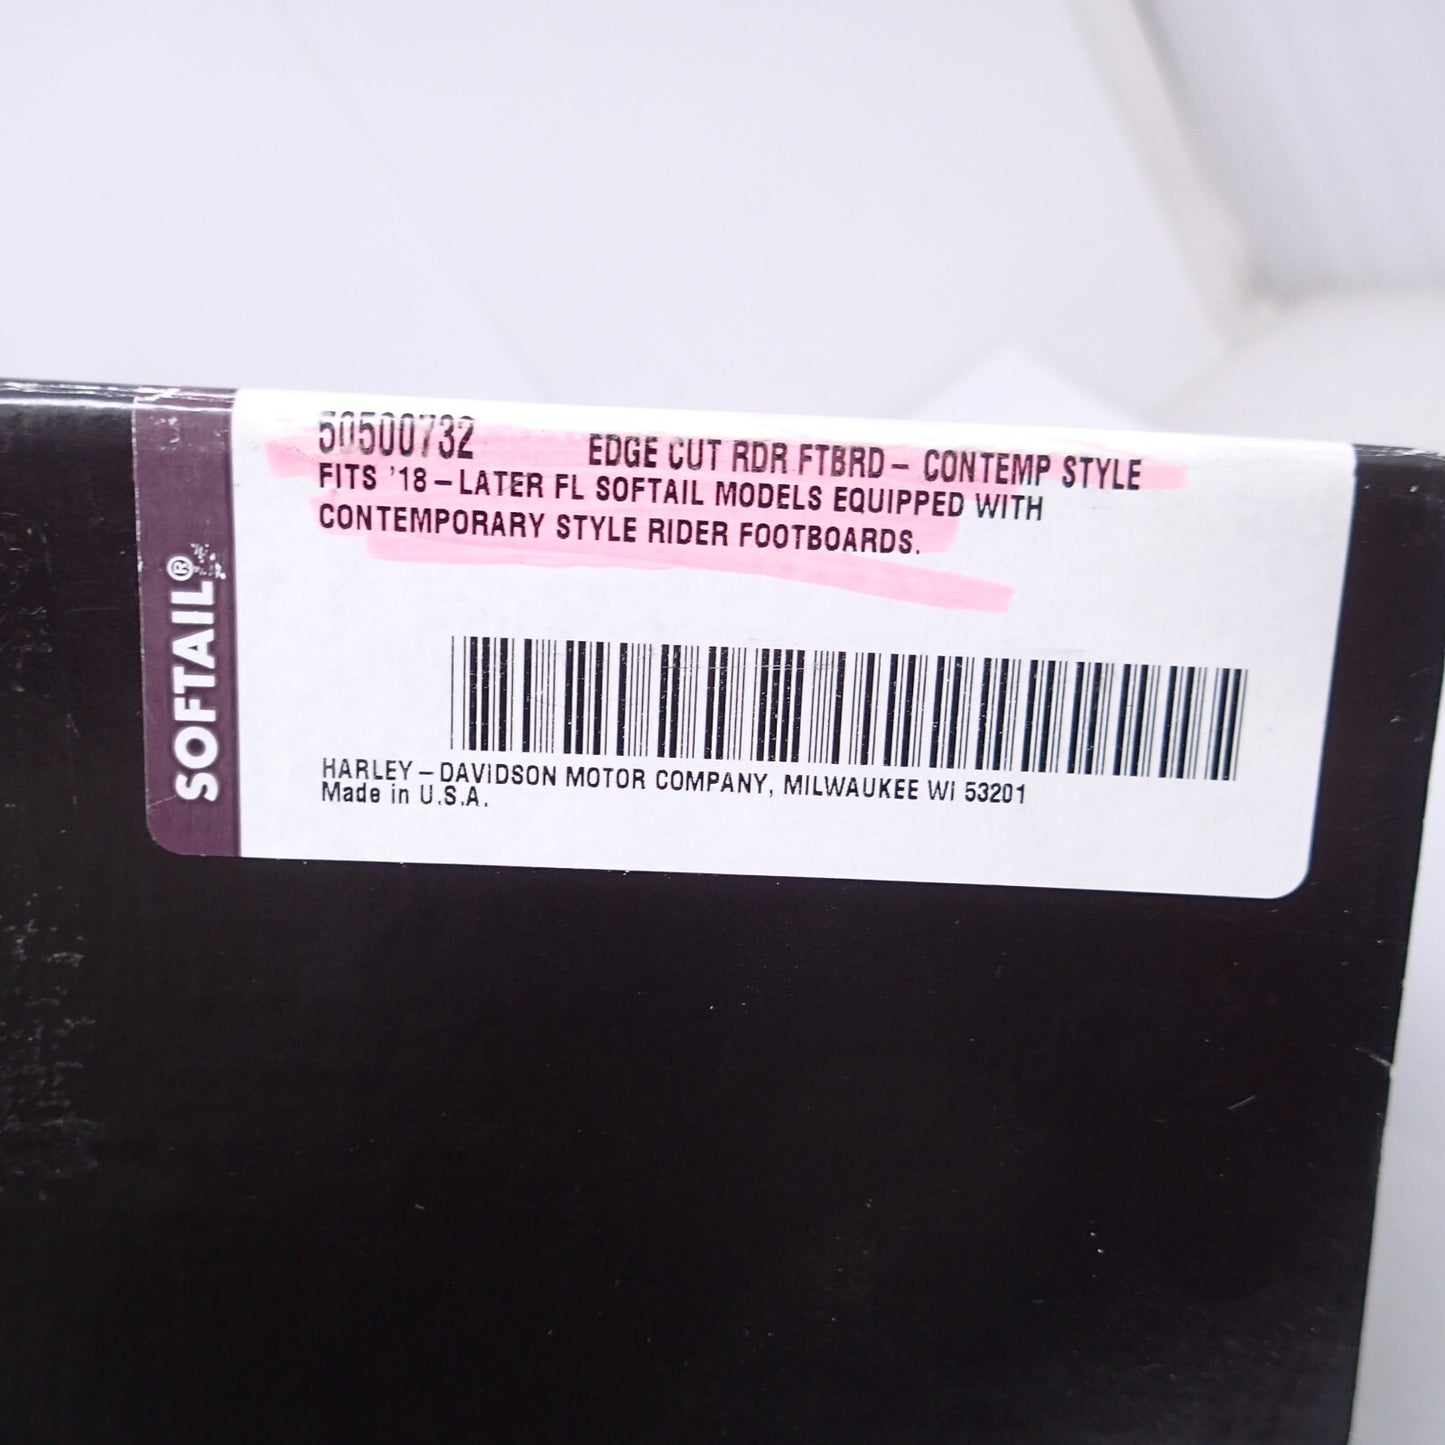 SOFTAIL®
50500732 EDGE CUT RDR FTBRD – CONTEMP STYLE
FITS '18 – LATER FL SOFTAIL MODELS EQUIPPED WITH
CONTEMPORARY STYLE RIDER FOOTBOARDS.
HARLEY – DAVIDSON MOTOR COMPANY, MILWAUKEE WI 53201
Made in U.S.A.